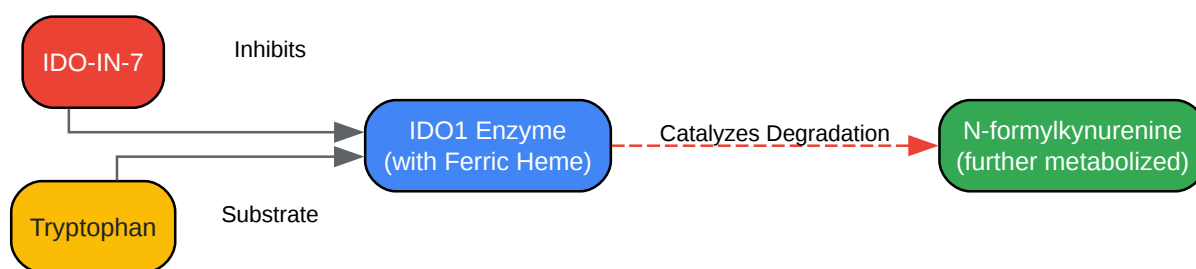 IDO-IN-7
Inhibits
IDO1 Enzyme
(with Ferric Heme)
Catalyzes Degradation
N-formylkynurenine
(further metabolized)
Tryptophan
Substrate